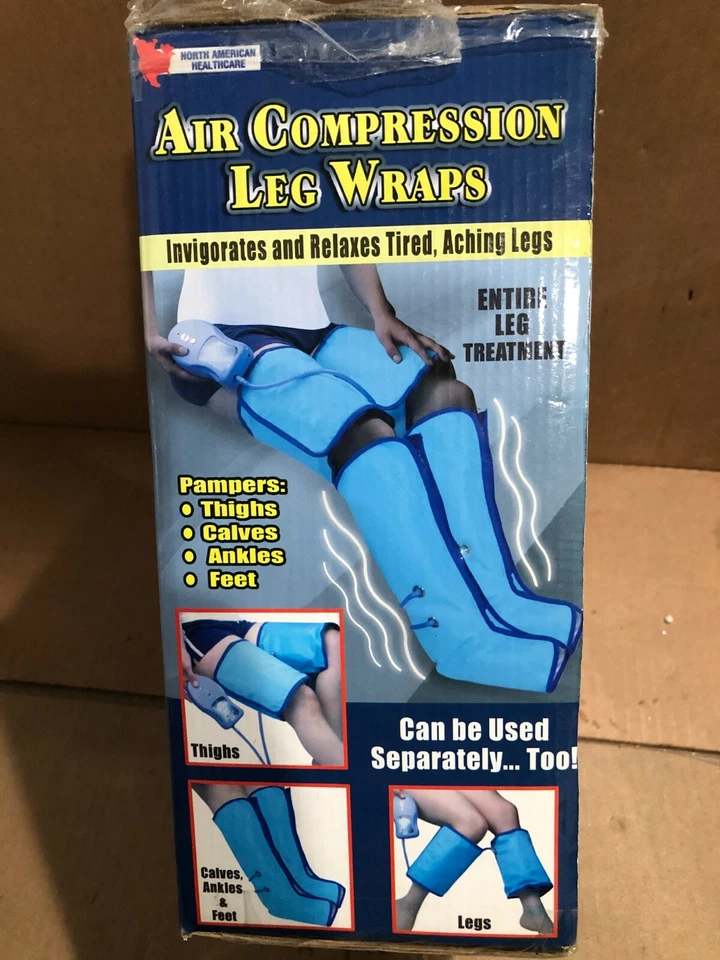 NORTH AMERICAN
HEALTHCARE
AIR COMPRESSION
LEG WRAPS
Invigorates and Relaxes Tired, Aching Legs
ENTIRE
LEG
TREATMENT
Pampers:
• Thighs
• Calves
• Ankles
• Feet
Thighs
Can be Used
Separately... Too!
Calves,
Ankles
&
Feet
Legs